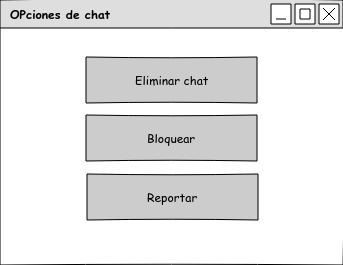 OPciones de chat
Eliminar chat
Bloquear
Reportar